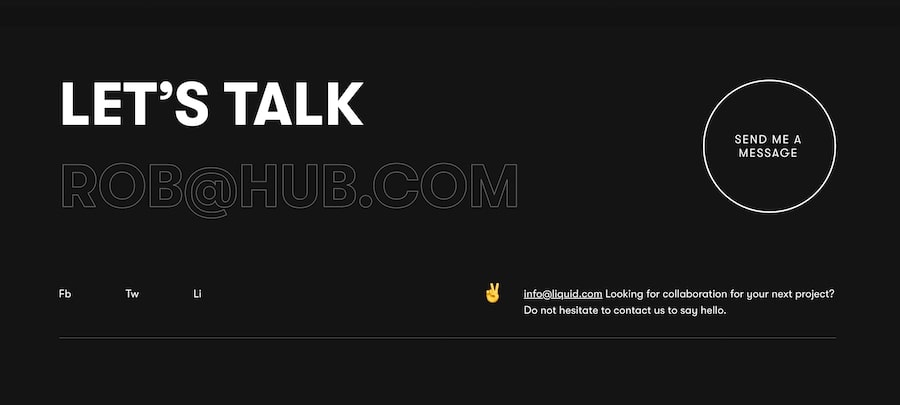 LET’S TALK
ROB@HUB.COM
SEND ME A
MESSAGE
Fb
Tw
Li
✌️ info@liquid.com Looking for collaboration for your next project?
Do not hesitate to contact us to say hello.